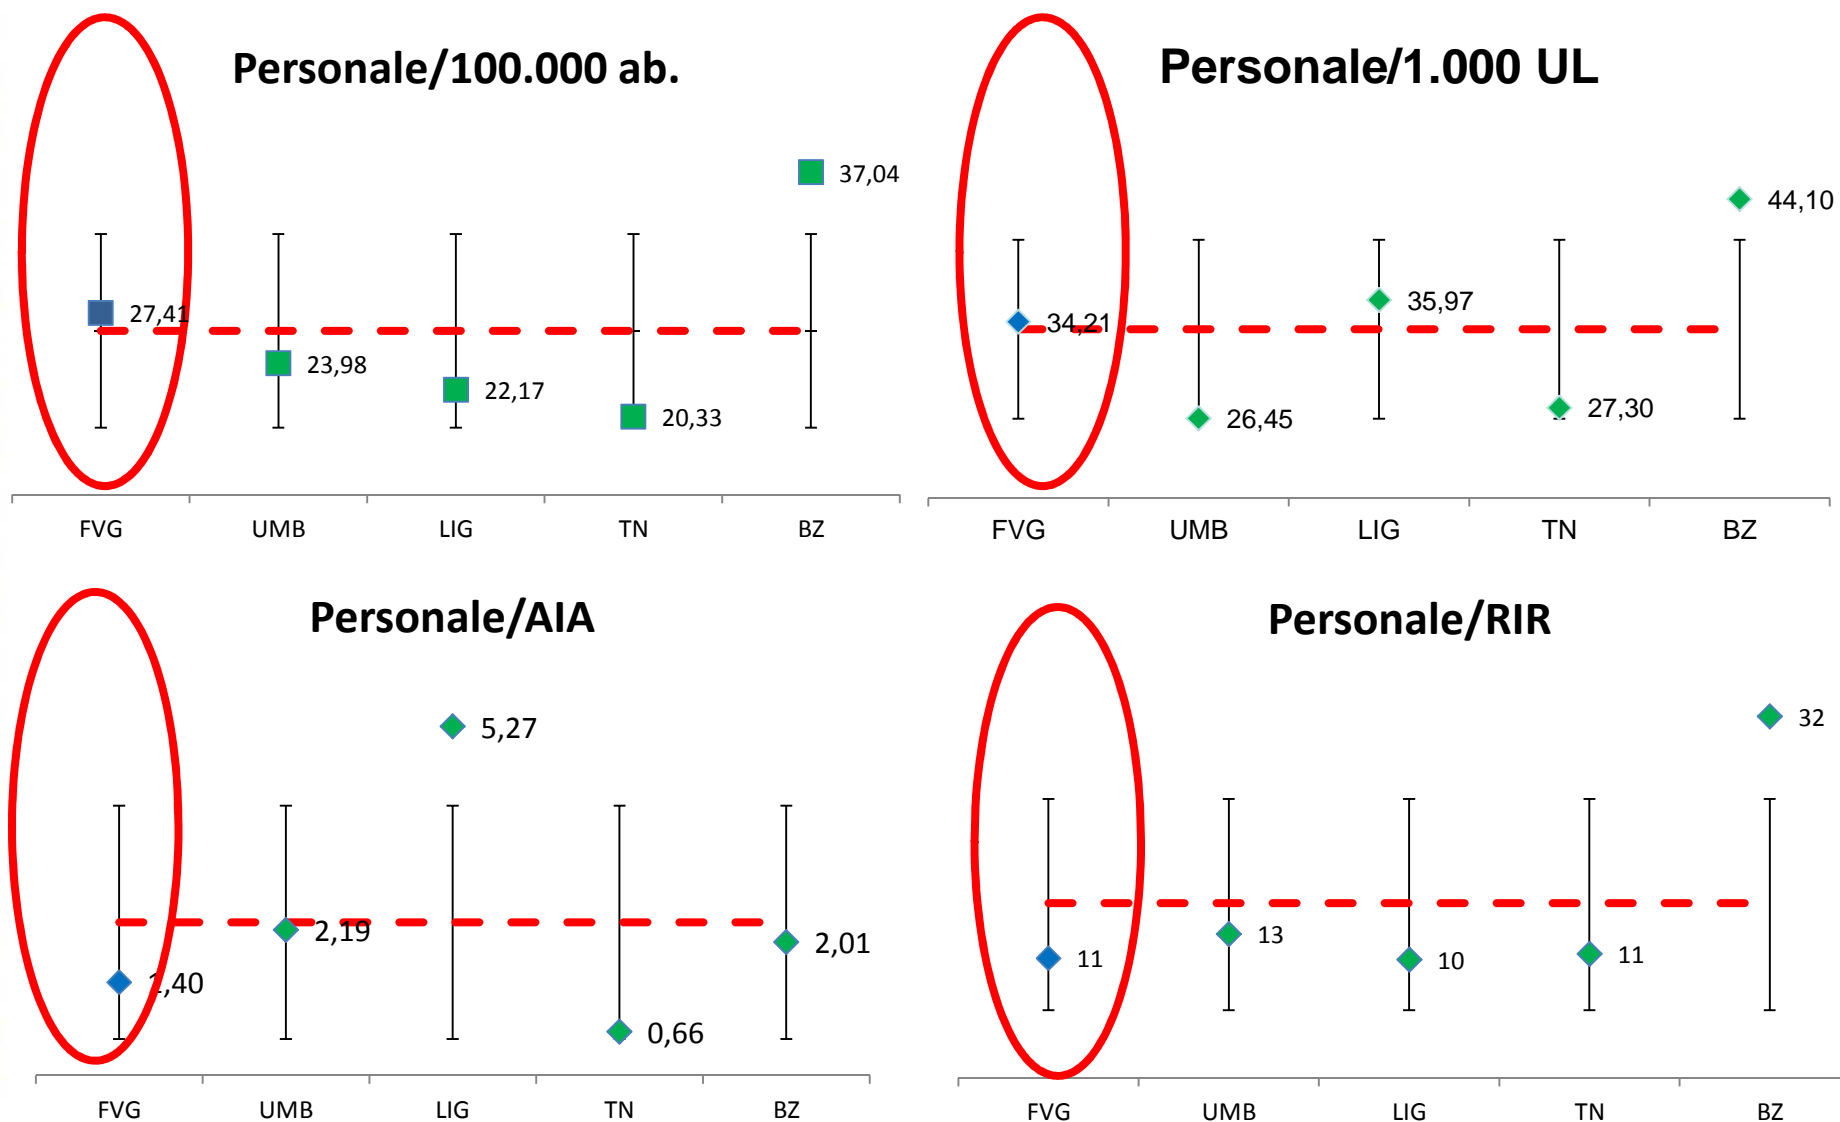 Personale/100.000 ab.
37,04
27,41
23,98
22,17
20,33
FVG UMB LIG TN BZ
Personale/1.000 UL
44,10
35,97
34,21
27,30
26,45
FVG UMB LIG TN BZ
Personale/AIA
5,27
2,19
2,01
1,40
0,66
FVG UMB LIG TN BZ
Personale/RIR
32
13
11
10
11
FVG UMB LIG TN BZ